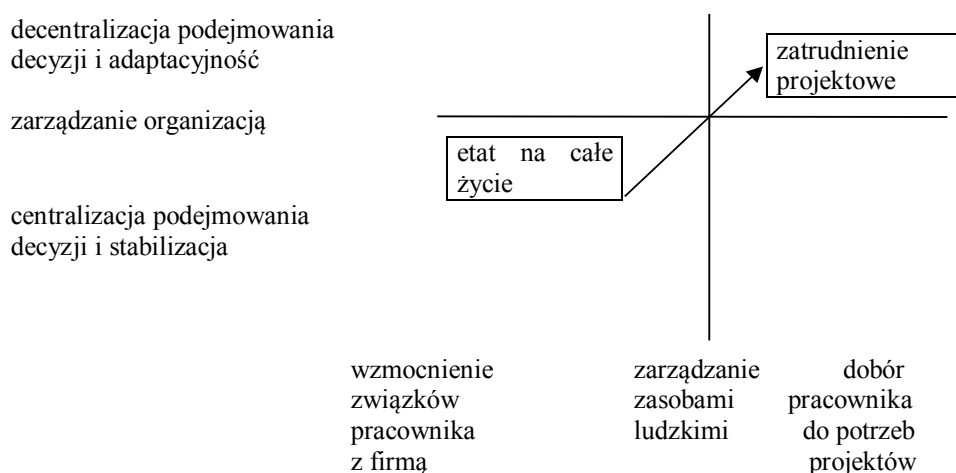 decentralizacja podejmowania
decyzji i adaptacyjność
zatrudnienie
projektowe
zarządzanie organizacją
etat na całe
życie
centralizacja podejmowania
decyzji i stabilizacja
wzmocnienie
związków
pracownika
z firmą
zarządzanie
zasobami
ludzkimi
dobór
pracownika
do potrzeb
projektów